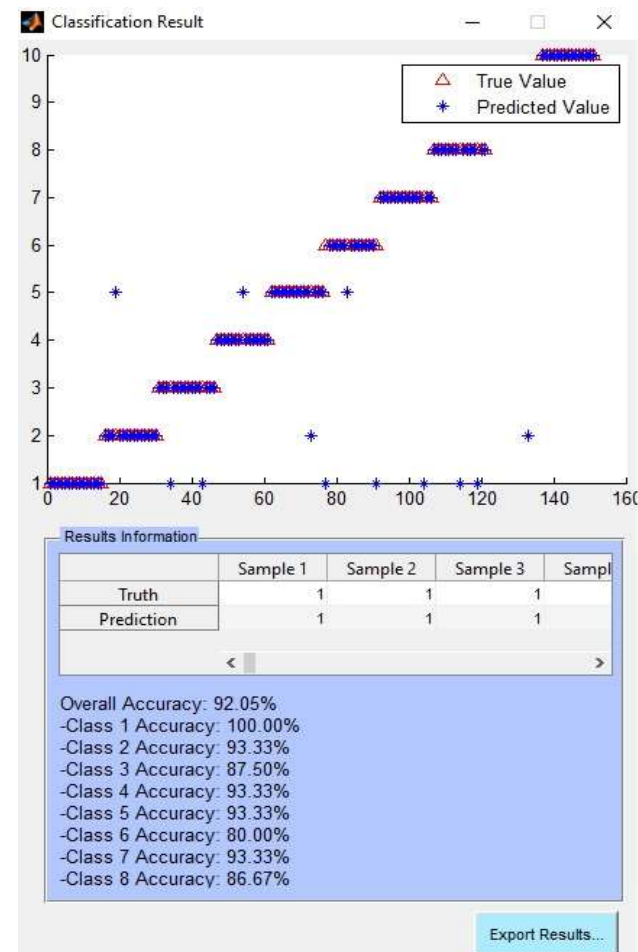 Classification Result
10
9
8
7
6
5
4
3
2
1
True Value
Predicted Value
0 20 40 60 80 100 120 140 160
Results Information
Sample 1 Sample 2 Sample 3 Sampl
Truth 1 1 1
Prediction 1 1 1
Overall Accuracy: 92.05%
-Class 1 Accuracy: 100.00%
-Class 2 Accuracy: 93.33%
-Class 3 Accuracy: 87.50%
-Class 4 Accuracy: 93.33%
-Class 5 Accuracy: 93.33%
-Class 6 Accuracy: 80.00%
-Class 7 Accuracy: 93.33%
-Class 8 Accuracy: 86.67%
Export Results...